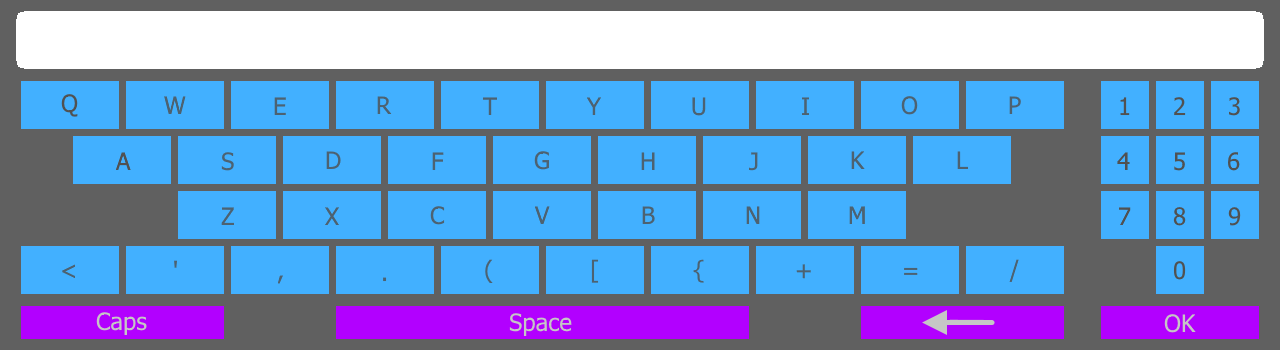 Q W E R T Y U I O P 1 2 3
A S D F G H J K L 4 5 6
Z X C V B N M 7 8 9
< ' , . ( [ { + = / 0
Caps Space OK